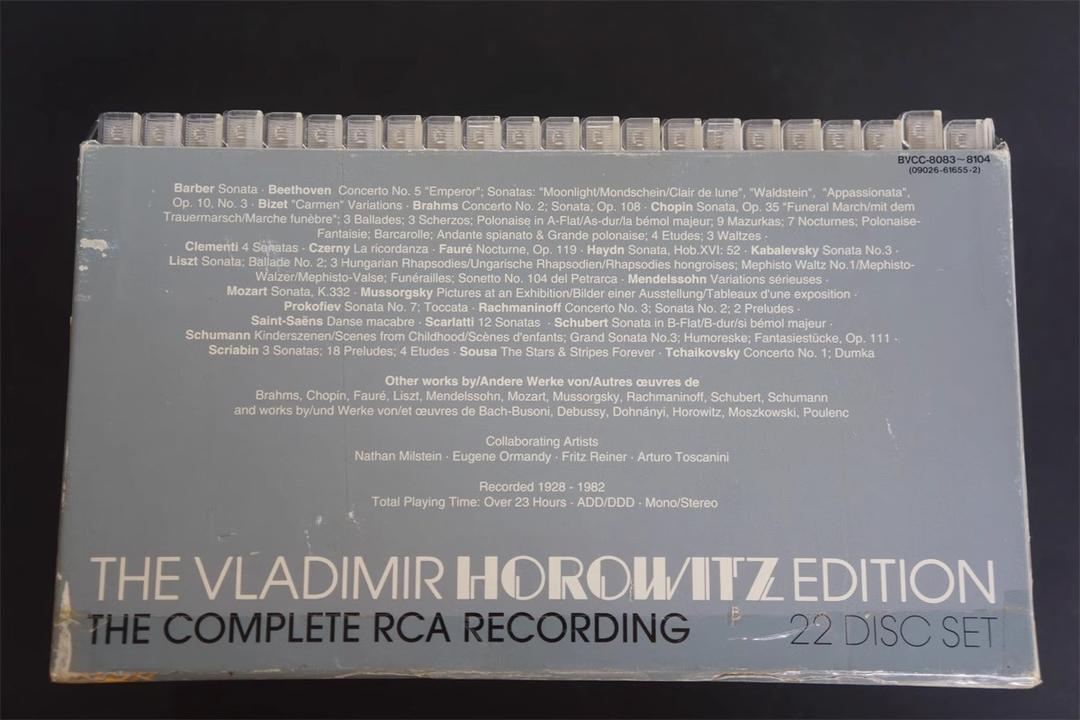 BVCC-8083~8104
(09026-61655-2)
Barber Sonata · Beethoven Concerto No. 5 "Emperor"; Sonatas: "Moonlight/Mondschein/Clair de lune", "Waldstein", "Appassionata",
Op. 10, No. 3 · Bizet "Carmen" Variations · Brahms Concerto No. 2; Sonata, Op. 108 · Chopin Sonata, Op. 35 "Funeral March/mit dem
Trauermarsch/Marche funèbre"; 3 Ballades; 3 Scherzos; Polonaise in A-Flat/As-dur/la bémol majeur; 9 Mazurkas; 7 Nocturnes; Polonaise-
Fantaisie; Barcarolle; Andante spianato & Grande polonaise; 4 Etudes; 3 Waltzes ·
Clementi 4 Sonatas · Czerny La ricordanza · Fauré Nocturne, Op. 119 · Haydn Sonata, Hob.XVI: 52 · Kabalevsky Sonata No.3 ·
Liszt Sonata; Ballade No. 2; 3 Hungarian Rhapsodies/Ungarische Rhapsodien/Rhapsodies hongroises; Mephisto Waltz No.1/Mephisto-
Walzer/Mephisto-Valse; Funérailles; Sonetto No. 104 del Petrarca · Mendelssohn Variations sérieuses ·
Mozart Sonata, K.332 · Mussorgsky Pictures at an Exhibition/Bilder einer Ausstellung/Tableaux d'une exposition ·
Prokofiev Sonata No. 7; Toccata · Rachmaninoff Concerto No. 3; Sonata No. 2; 2 Preludes ·
Saint-Saëns Danse macabre · Scarlatti 12 Sonatas · Schubert Sonata in B-Flat/B-dur/si bémol majeur ·
Schumann Kinderszenen/Scenes from Childhood/Scènes d'enfants; Grand Sonata No.3; Humoreske; Fantasiestücke, Op. 111 ·
Scriabin 3 Sonatas; 18 Preludes; 4 Etudes · Sousa The Stars & Stripes Forever · Tchaikovsky Concerto No. 1; Dumka
Other works by/Andere Werke von/Autres œuvres de
Brahms, Chopin, Fauré, Liszt, Mendelssohn, Mozart, Mussorgsky, Rachmaninoff, Schubert, Schumann
and works by/und Werke von/et œuvres de Bach-Busoni, Debussy, Dohnányi, Horowitz, Moszkowski, Poulenc
Collaborating Artists
Nathan Milstein · Eugene Ormandy · Fritz Reiner · Arturo Toscanini
Recorded 1928 - 1982
Total Playing Time: Over 23 Hours · ADD/DDD · Mono/Stereo
THE VLADIMIR HOROWITZ EDITION
THE COMPLETE RCA RECORDING B 22 DISC SET